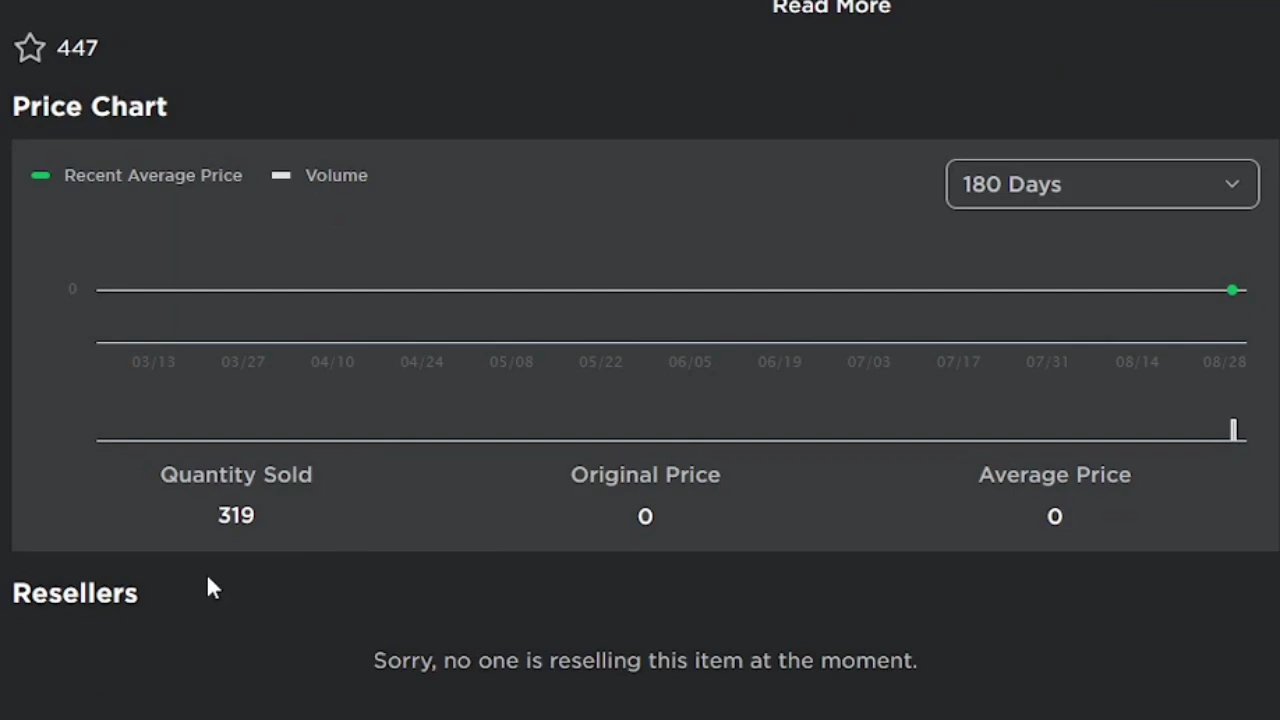 Read More
447
Price Chart
Recent Average Price Volume
180 Days
0
03/13 03/27 04/10 04/24 05/08 05/22 06/05 06/19 07/03 07/17 07/31 08/14 08/28
Quantity Sold Original Price Average Price
319 0 0
Resellers
Sorry, no one is reselling this item at the moment.